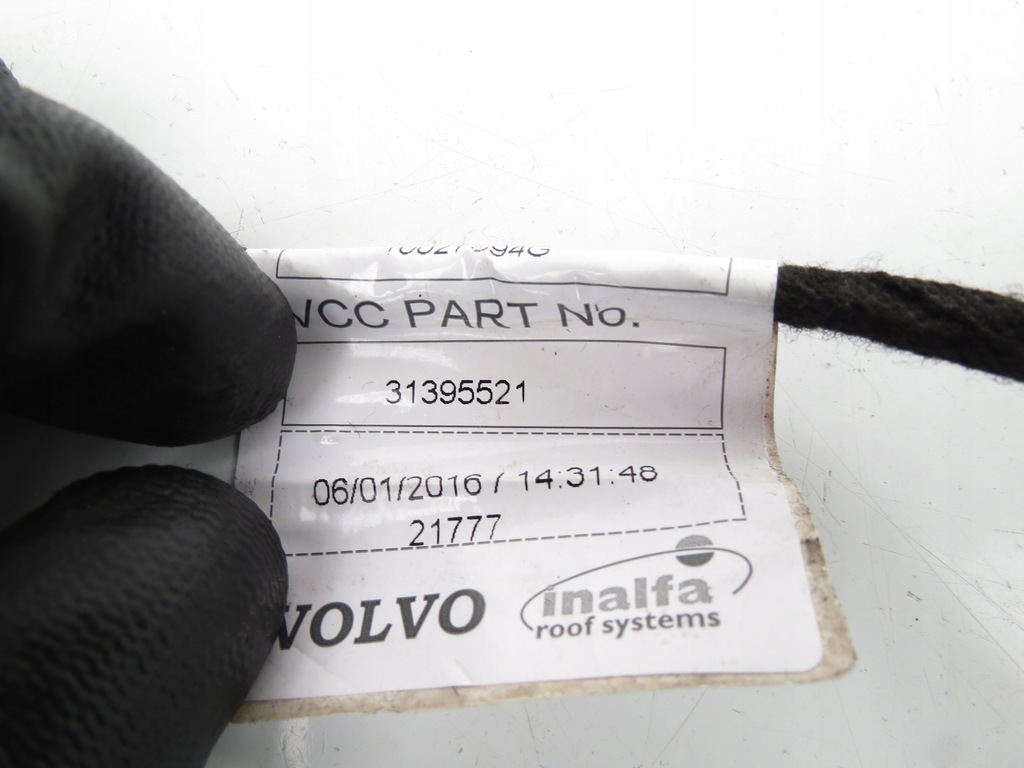 VCC PART No.
31395521
06/01/2016 / 14:31:48
21777
VOLVO
inalfa
roof systems